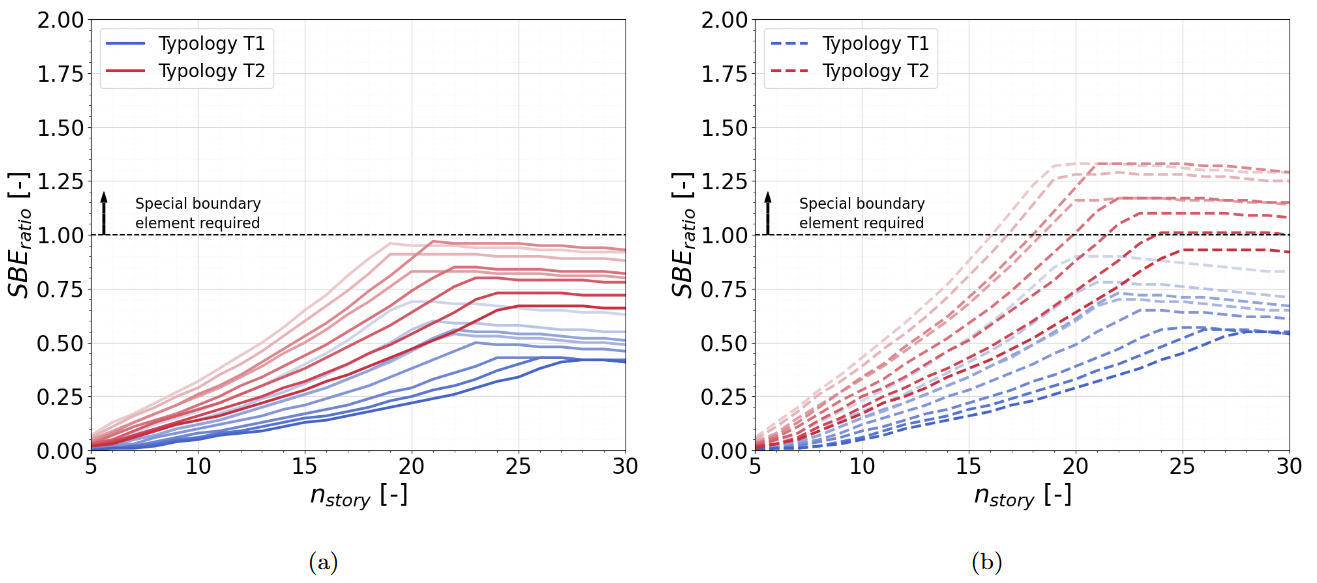 2.00
1.75
1.50
1.25
1.00
0.75
0.50
0.25
0.00
SBE_ratio [-]
Typology T1
Typology T2
Special boundary
element required
5 10 15 20 25 30
n_story [-]
(a)
2.00
1.75
1.50
1.25
1.00
0.75
0.50
0.25
0.00
SBE_ratio [-]
Typology T1
Typology T2
Special boundary
element required
5 10 15 20 25 30
n_story [-]
(b)